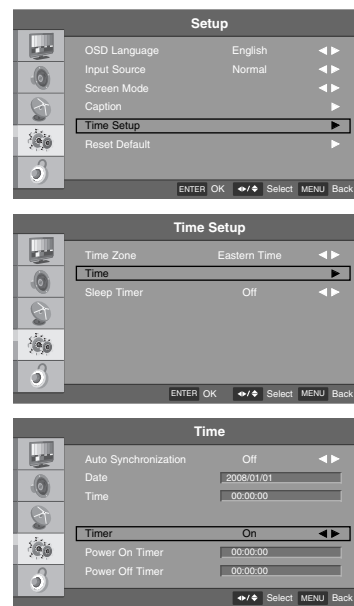 Setup
OSD Language English
Input Source Normal
Screen Mode
Caption
Time Setup
Reset Default
ENTER OK Select MENU Back
Time Setup
Time Zone Eastern Time
Time
Sleep Timer Off
ENTER OK Select MENU Back
Time
Auto Synchronization Off
Date 2008/01/01
Time 00:00:00
Timer On
Power On Timer 00:00:00
Power Off Timer 00:00:00
Select MENU Back